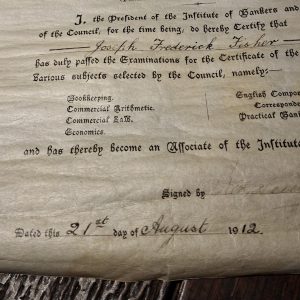 I, the President of the Institute of Bankers and
of the Council, for the time being, do hereby Certify that
Joseph Frederick Fisher
has duly passed the Examinations for the Certificate of the
various subjects selected by the Council, namely:—
Bookkeeping.
Commercial Arithmetic.
Commercial Law.
Economics.
English Compo
Correspondenc
Practical Ban
and has thereby become an Associate of the Institute
Signed by
Dated this 21st day of August 1912.